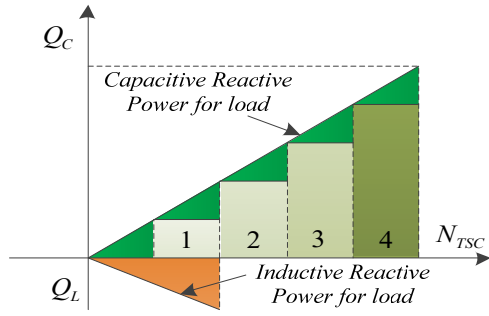 Q_C
Capacitive Reactive
Power for load
1 2 3 4
N_TSC
Q_L
Inductive Reactive
Power for load